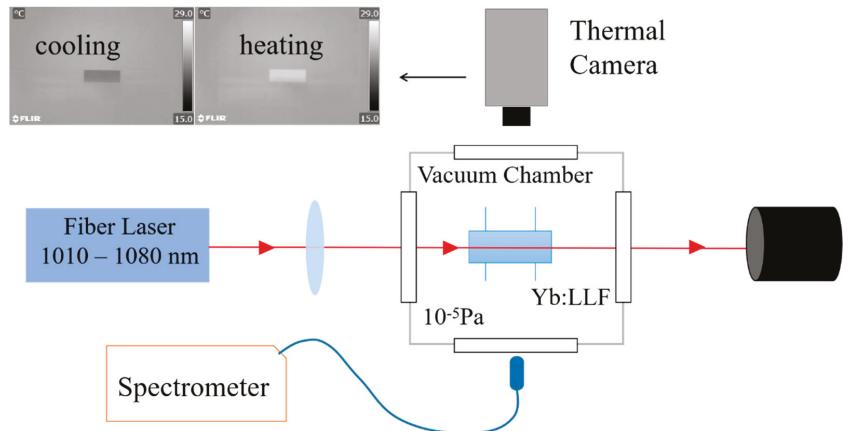 °C
29.0
cooling
15.0
FLIR
°C
29.0
heating
15.0
FLIR
Thermal
Camera
Vacuum Chamber
Fiber Laser
1010 – 1080 nm
Yb:LLF
10⁻⁵Pa
Spectrometer